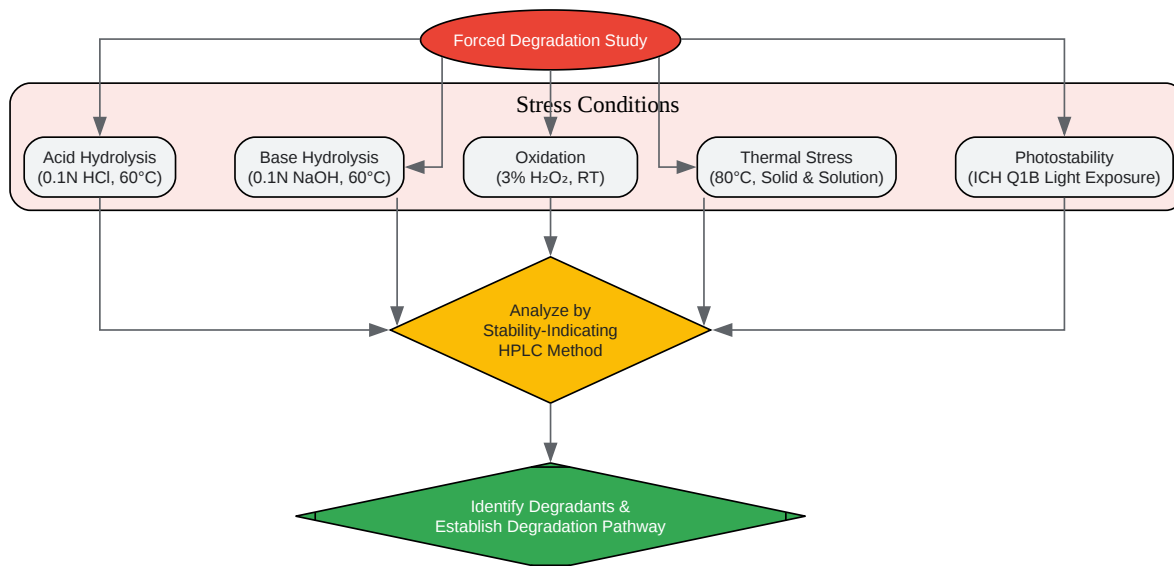 Forced Degradation Study
Stress Conditions
Acid Hydrolysis
(0.1N HCl, 60°C)
Base Hydrolysis
(0.1N NaOH, 60°C)
Oxidation
(3% H₂O₂, RT)
Thermal Stress
(80°C, Solid & Solution)
Photostability
(ICH Q1B Light Exposure)
Analyze by
Stability-Indicating
HPLC Method
Identify Degradants &
Establish Degradation Pathway